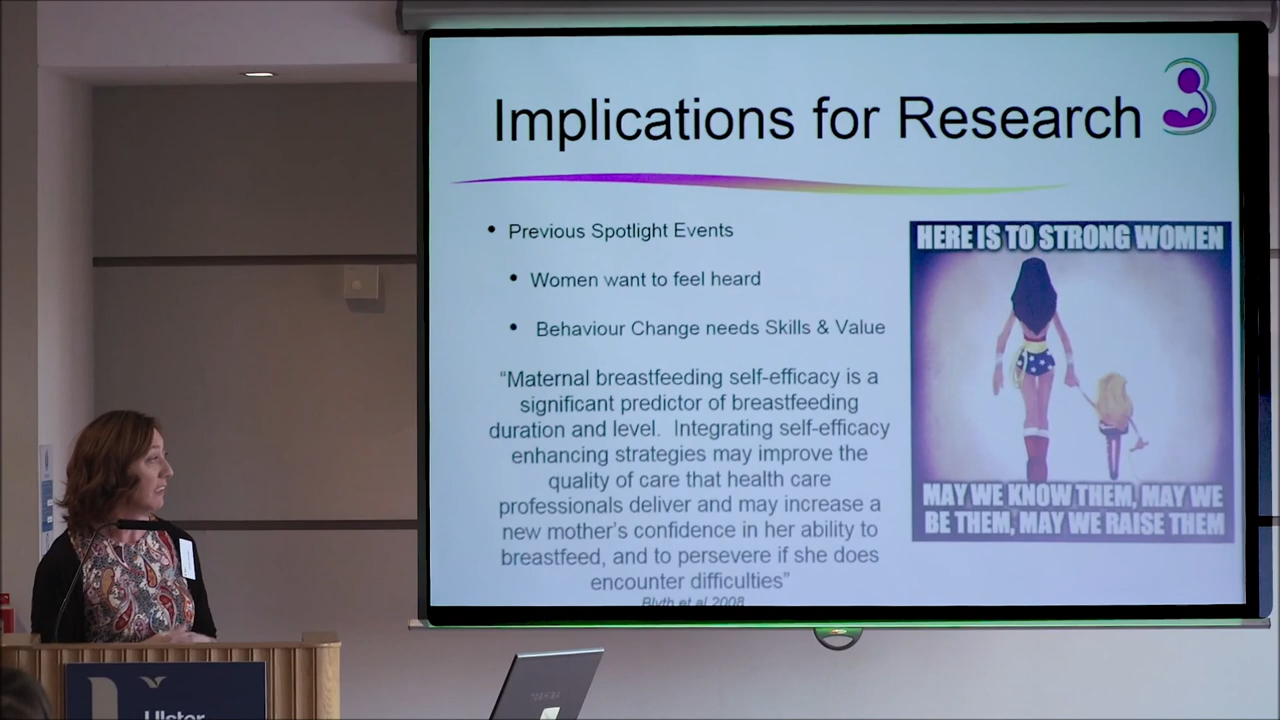 Implications for Research
• Previous Spotlight Events
• Women want to feel heard
• Behaviour Change needs Skills & Value
“Maternal breastfeeding self-efficacy is a
significant predictor of breastfeeding
duration and level. Integrating self-efficacy
enhancing strategies may improve the
quality of care that health care
professionals deliver and may increase a
new mother's confidence in her ability to
breastfeed, and to persevere if she does
encounter difficulties”
Blyth et al 2008
HERE IS TO STRONG WOMEN
MAY WE KNOW THEM, MAY WE
BE THEM, MAY WE RAISE THEM
Ulster